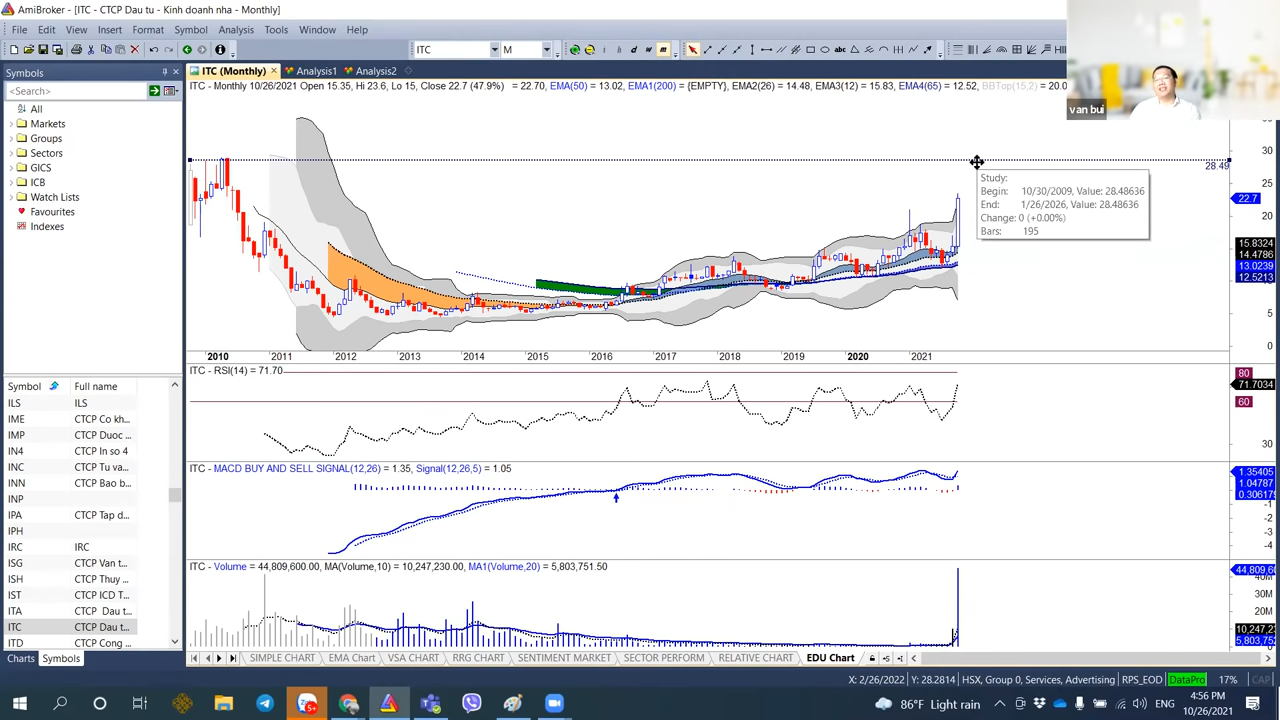 AmiBroker - [ITC - CTCP Dau tu - Kinh doanh nha - Monthly]
File Edit View Insert Format Symbol Analysis Tools Window Help
ITC M
Symbols
ITC (Monthly) Analysis1 Analysis2
<Search>
ITC - Monthly 10/26/2021 Open 15.35, Hi 23.6, Lo 15, Close 22.7 (47.9%) = 22.70, EMA(50) = 13.02, EMA1(200) = {EMPTY}, EMA2(26) = 14.48, EMA3(12) = 15.83, EMA4(65) = 12.52, BBTop(15,2) = 20.0
van bui
All
Markets
Groups
Sectors
GICS
ICB
Watch Lists
Favourites
Indexes
30
28.49
25
22.7
20
15.8324
14.4786
13.0239
12.5213
5
0
Study:
Begin: 10/30/2009, Value: 28.48636
End: 1/26/2026, Value: 28.48636
Change: 0 (+0.00%)
Bars: 195
2010 2011 2012 2013 2014 2015 2016 2017 2018 2019 2020 2021
ITC - RSI(14) = 71.70
80
71.7034
60
30
Symbol Full name
ILS ILS
IME CTCP Co kh...
IMP CTCP Duoc ...
IN4 CTCP In so 4
INC CTCP Tu va...
INN CTCP Bao b...
INP
IPA CTCP Tap d...
IPH
IRC IRC
ISG CTCP Van t...
ISH CTCP Thuy ...
IST CTCP ICD T...
ITA CTCP Dau t...
ITC CTCP Dau t...
ITD CTCP Cong
ITC - MACD BUY AND SELL SIGNAL(12,26) = 1.35, Signal(12,26,5) = 1.05
1.35405
1.04787
0.306179
-1
-2
-3
-4
ITC - Volume = 44,809,600.00, MA(Volume,10) = 10,247,230.00, MA1(Volume,20) = 5,803,751.50
44,809,60
40M
30M
20M
10,247,23
5,803,75
Charts Symbols
SIMPLE CHART EMA Chart VSA CHART RRG CHART SENTIMENT MARKET SECTOR PERFORM RELATIVE CHART EDU Chart
X: 2/26/2022 Y: 28.2814 HSX, Group 0, Services, Advertising RPS_EOD DataPro 17% CAP
5+
86°F Light rain
ENG
4:56 PM
10/26/2021